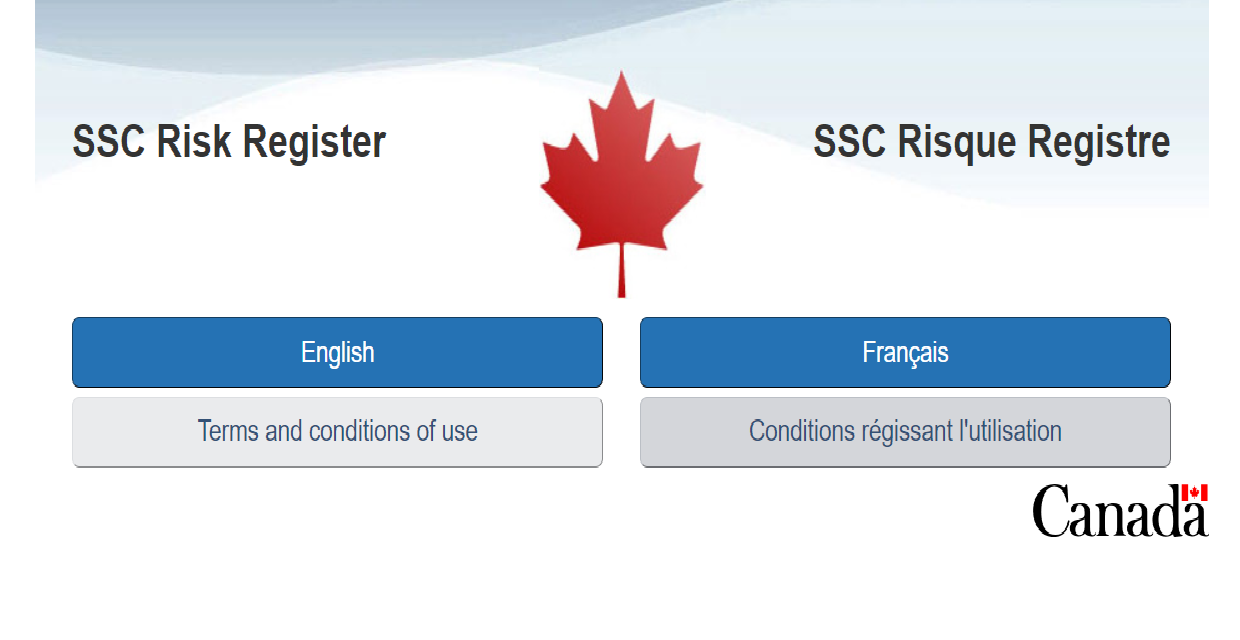 SSC Risk Register
SSC Risque Registre
English
Français
Terms and conditions of use
Conditions régissant l'utilisation
Canada